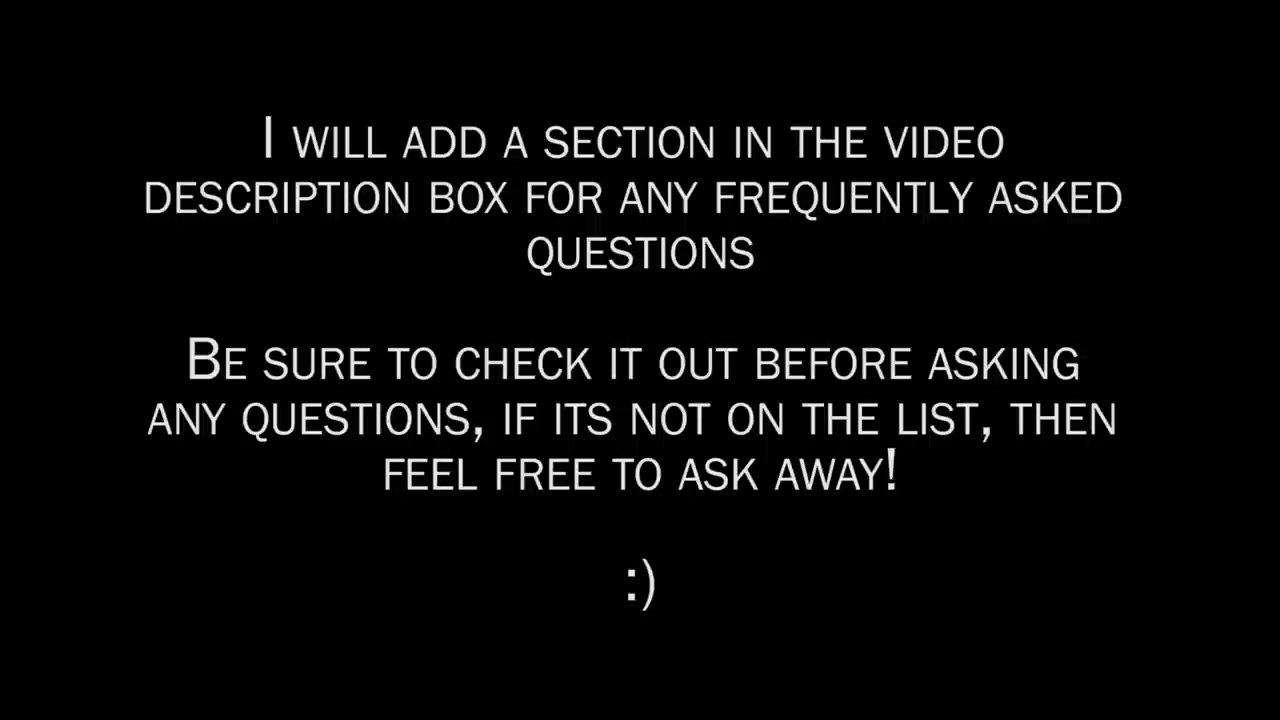 I WILL ADD A SECTION IN THE VIDEO
DESCRIPTION BOX FOR ANY FREQUENTLY ASKED
QUESTIONS
BE SURE TO CHECK IT OUT BEFORE ASKING
ANY QUESTIONS, IF ITS NOT ON THE LIST, THEN
FEEL FREE TO ASK AWAY!
:)